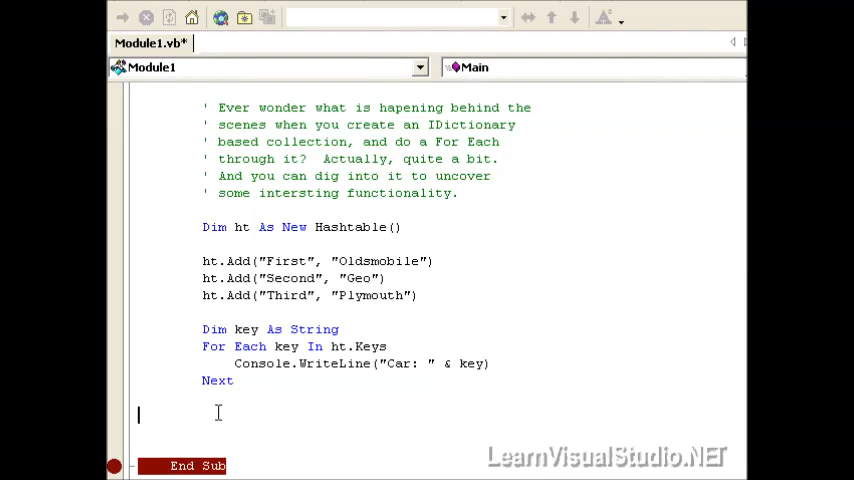 Module1.vb*
Module1
Main
' Ever wonder what is hapening behind the
' scenes when you create an IDictionary
' based collection, and do a For Each
' through it?  Actually, quite a bit.
' And you can dig into it to uncover
' some intersting functionality.
Dim ht As New Hashtable()
ht.Add("First", "Oldsmobile")
ht.Add("Second", "Geo")
ht.Add("Third", "Plymouth")
Dim key As String
For Each key In ht.Keys
Console.WriteLine("Car: " & key)
Next
End Sub
LearnVisualStudio.NET